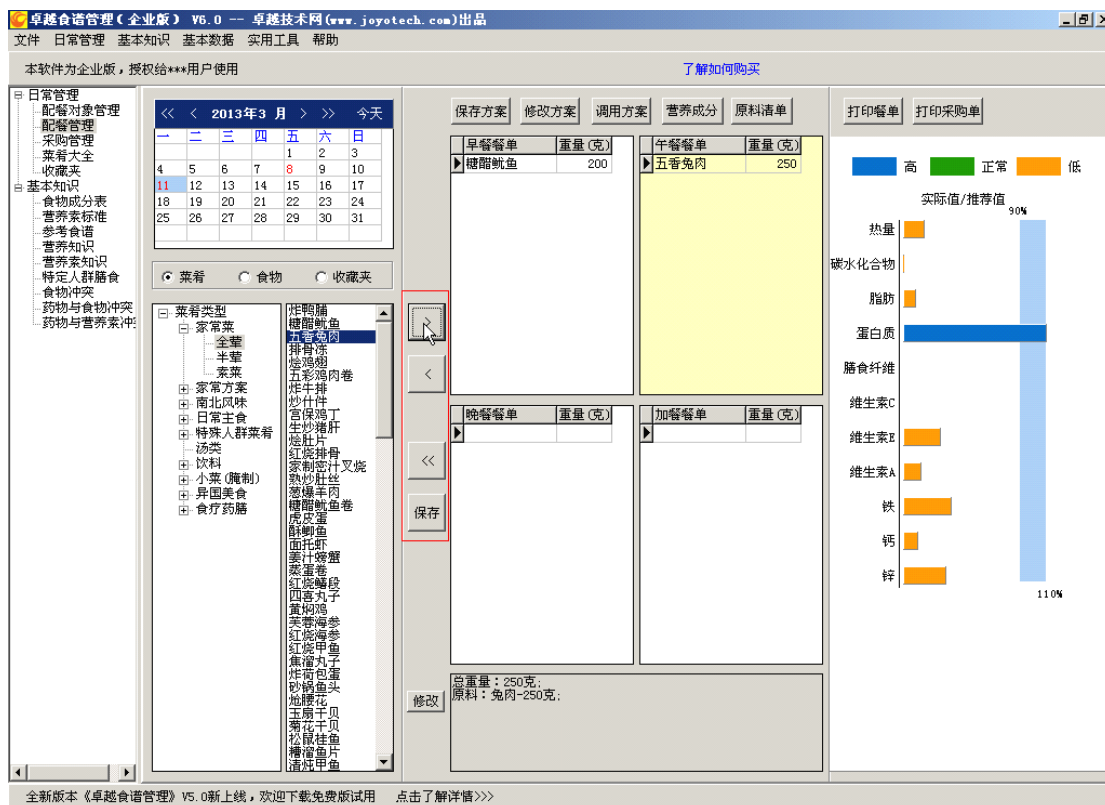 卓越食谱管理(企业版) V6.0 -- 卓越技术网(www.joyotech.com)出品
文件 日常管理 基本知识 基本数据 实用工具 帮助
本软件为企业版，授权给***用户使用
了解如何购买
日常管理
配餐对象管理
配餐管理
采购管理
菜肴大全
收藏夹
基本知识
食物成分表
营养素标准
参考食谱
营养知识
营养素知识
特定人群膳食
食物冲突
药物与食物冲突
药物与营养素冲
<< < 2013年3 月 > >> 今天
一 二 三 四 五 六 日
1 2 3
4 5 6 7 8 9 10
11 12 13 14 15 16 17
18 19 20 21 22 23 24
25 26 27 28 29 30 31
菜肴 食物 收藏夹
菜肴类型
家常菜
全荤
半荤
素菜
家常方案
南北风味
日常主食
特殊人群菜肴
汤类
饮料
小菜(腌制)
异国美食
食疗药膳
炸鸭脯
糖醋鱿鱼
五香兔肉
排骨冻
烩鸡翅
五彩鸡肉卷
炸牛排
炒什件
宫保鸡丁
生炒猪肝
烩肚片
红烧排骨
家制密汁叉烧
熟炒肚丝
葱爆羊肉
糖醋鱿鱼卷
虎皮蛋
酥鲫鱼
面托虾
姜汁螃蟹
蒸蛋卷
红烧鳝段
四喜丸子
黄焖鸡
芙蓉海参
红烧海参
红烧甲鱼
焦溜丸子
炸荷包蛋
砂锅鱼头
炝腰花
玉扇干贝
菊花干贝
松鼠桂鱼
糟溜鱼片
清炖甲鱼
>
<
<<
保存
修改
保存方案 修改方案 调用方案 营养成分 原料清单
早餐餐单 重量(克)
糖醋鱿鱼 200
午餐餐单 重量(克)
五香兔肉 250
晚餐餐单 重量(克)
加餐餐单 重量(克)
总重量：250克;
原料：兔肉-250克;
打印餐单 打印采购单
高 正常 低
实际值/推荐值
90%
热量
碳水化合物
脂肪
蛋白质
膳食纤维
维生素C
维生素E
维生素A
铁
钙
锌
110%
全新版本《卓越食谱管理》V5.0新上线，欢迎下载免费版试用 点击了解详情>>>